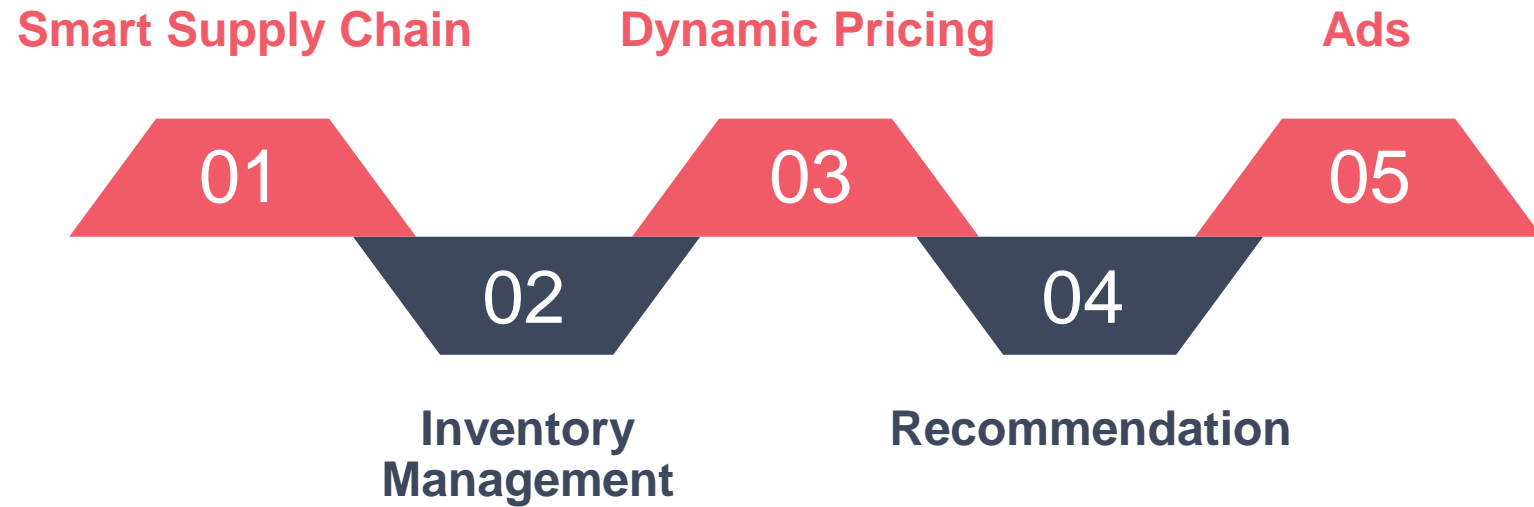 Smart Supply Chain
Dynamic Pricing
Ads
01
03
05
02
04
Inventory
Management
Recommendation